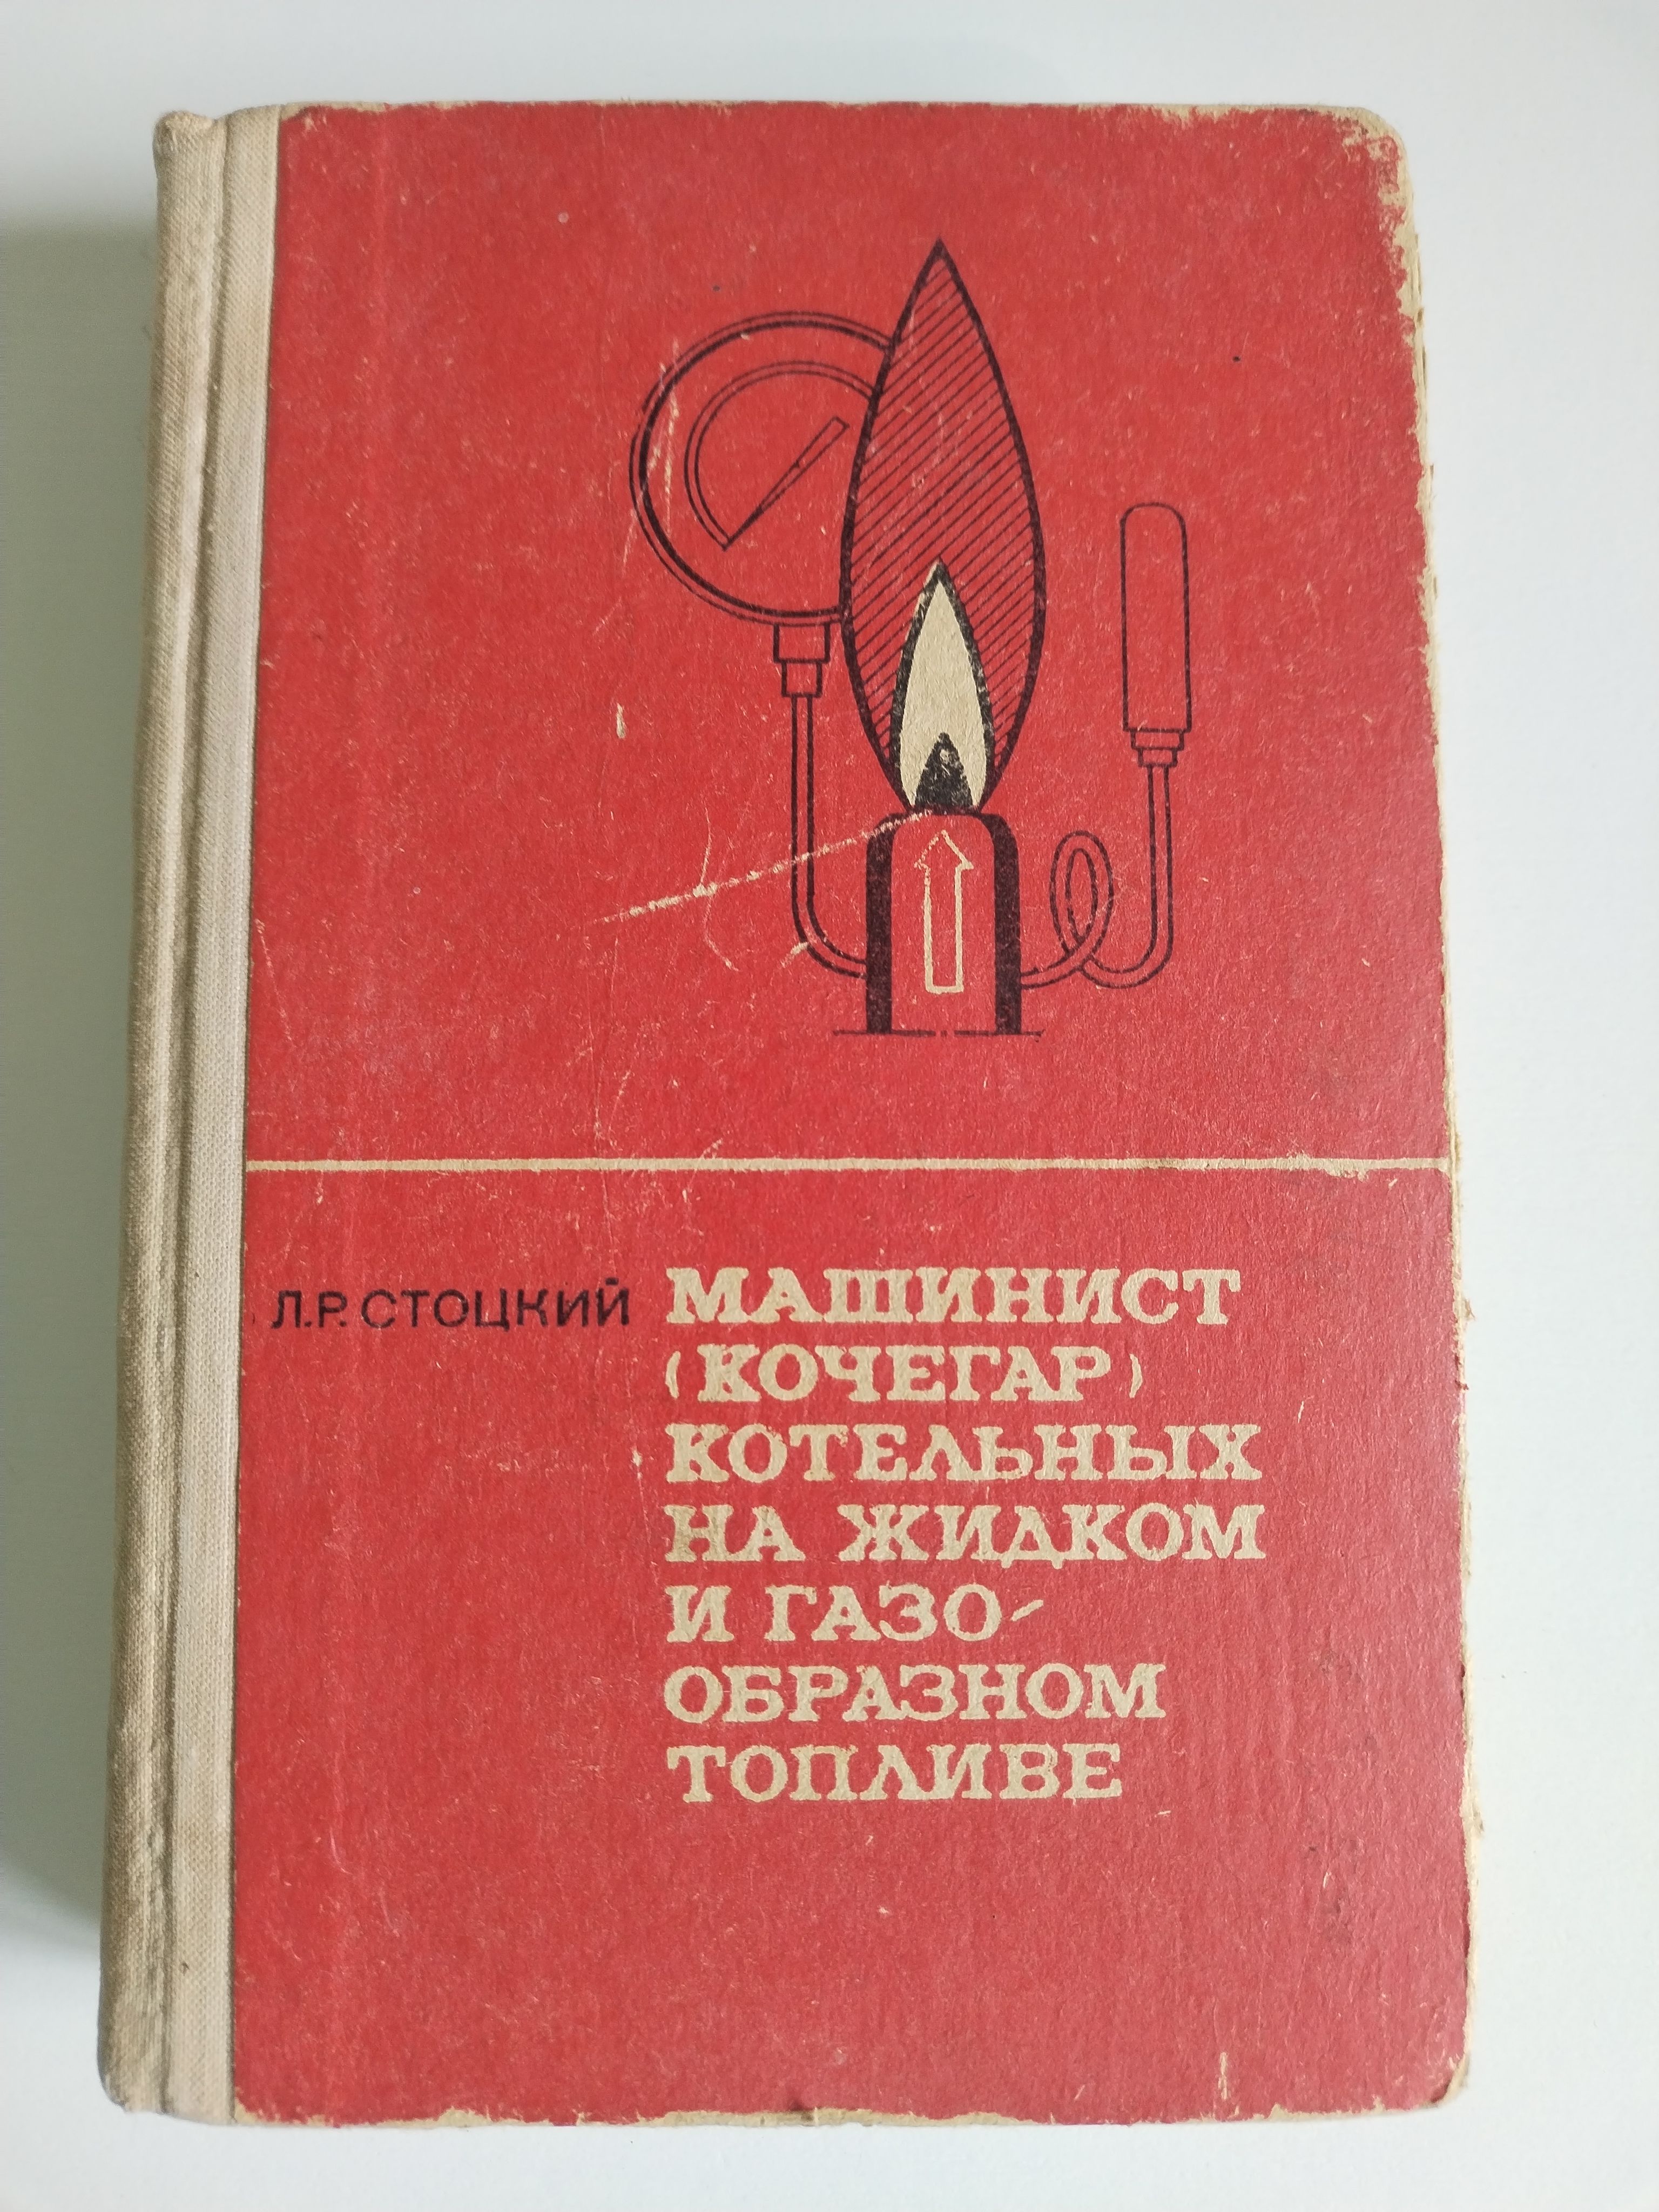 Л.Р. СТОЦКИЙ
МАШИНИСТ
(КОЧЕГАР)
КОТЕЛЬНЫХ
НА ЖИДКОМ
И ГАЗО-
ОБРАЗНОМ
ТОПЛИВЕ